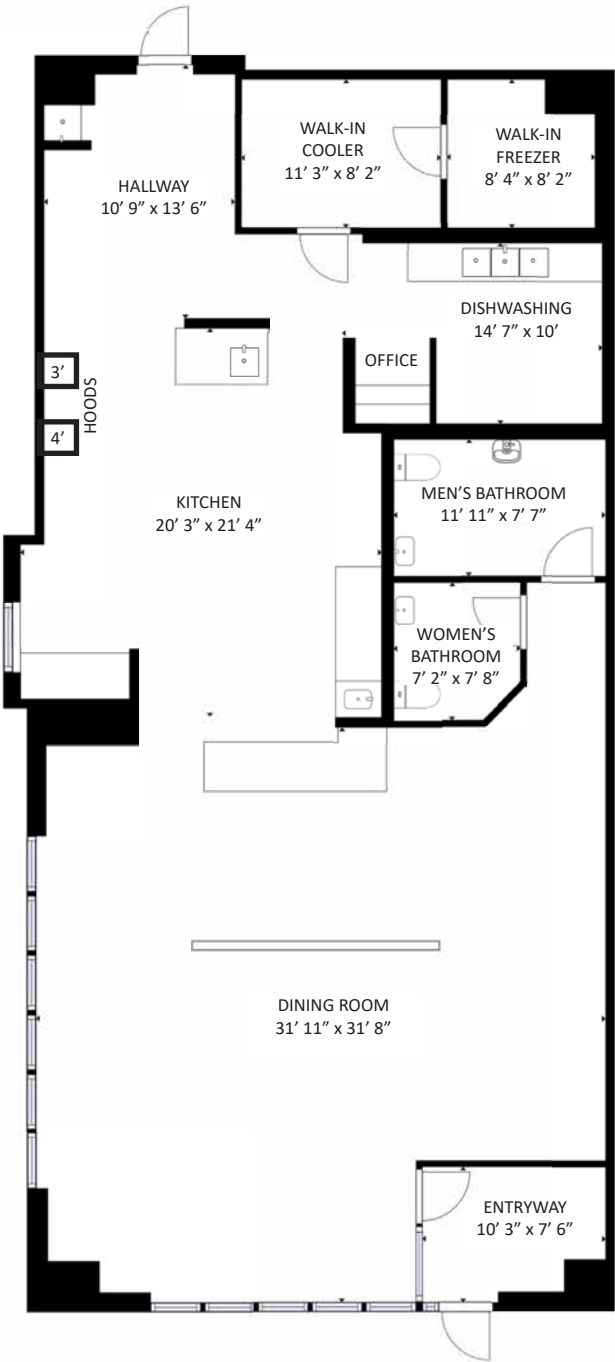 WALK-IN
COOLER
11’ 3” x 8’ 2”
WALK-IN
FREEZER
8’ 4” x 8’ 2”
HALLWAY
10’ 9” x 13’ 6”
DISHWASHING
14’ 7” x 10’
OFFICE
3’
HOODS
4’
MEN’S BATHROOM
11’ 11” x 7’ 7”
KITCHEN
20’ 3” x 21’ 4”
WOMEN’S
BATHROOM
7’ 2” x 7’ 8”
DINING ROOM
31’ 11” x 31’ 8”
ENTRYWAY
10’ 3” x 7’ 6”